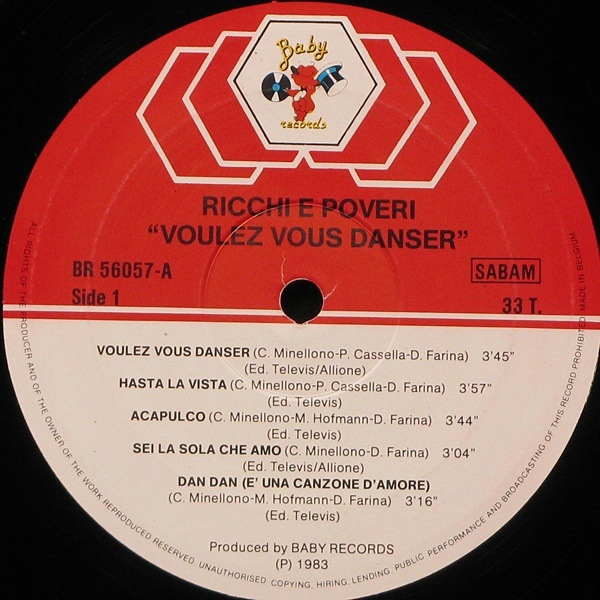 Baby
records
RICCHI E POVERI
“VOULEZ VOUS DANSER”
BR 56057-A
SABAM
Side 1
33 T.
VOULEZ VOUS DANSER (C. Minellono-P. Cassella-D. Farina) 3'45"
(Ed. Televis/Allione)
HASTA LA VISTA (C. Minellono-P. Cassella-D. Farina) 3'57"
(Ed. Televis)
ACAPULCO (C. Minellono-M. Hofmann-D. Farina) 3'44"
(Ed. Televis)
SEI LA SOLA CHE AMO (C. Minellono-D. Farina) 3'04"
(Ed. Televis/Allione)
DAN DAN (E' UNA CANZONE D'AMORE)
(C. Minellono-M. Hofmann-D. Farina) 3'16"
(Ed. Televis)
Produced by BABY RECORDS
(P) 1983
ALL RIGHTS OF THE PRODUCER AND OF THE OWNER OF THE WORK REPRODUCED RESERVED. UNAUTHORISED COPYING, HIRING, LENDING, PUBLIC PERFORMANCE AND BROADCASTING OF THIS RECORD PROHIBITED. MADE IN BELGIUM